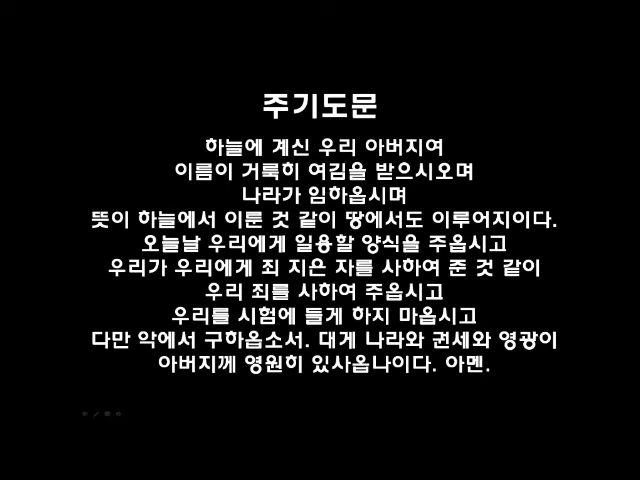 주기도문
하늘에 계신 우리 아버지여
이름이 거룩히 여김을 받으시오며
나라가 임하옵시며
뜻이 하늘에서 이룬 것 같이 땅에서도 이루어지이다.
오늘날 우리에게 일용할 양식을 주옵시고
우리가 우리에게 죄 지은 자를 사하여 준 것 같이
우리 죄를 사하여 주옵시고
우리를 시험에 들게 하지 마옵시고
다만 악에서 구하옵소서. 대게 나라와 권세와 영광이
아버지께 영원히 있사옵나이다. 아멘.